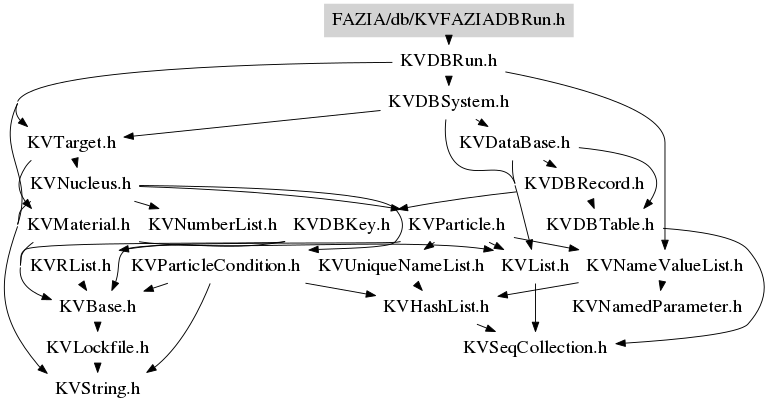 FAZIA/db/KVFAZIADBRun.h
KVDBRun.h
KVDBSystem.h
KVTarget.h
KVDataBase.h
KVNucleus.h
KVDBRecord.h
KVMaterial.h
KVNumberList.h
KVDBKey.h
KVParticle.h
KVDBTable.h
KVRList.h
KVParticleCondition.h
KVUniqueNameList.h
KVList.h
KVNameValueList.h
KVBase.h
KVHashList.h
KVNamedParameter.h
KVLockfile.h
KVSeqCollection.h
KVString.h